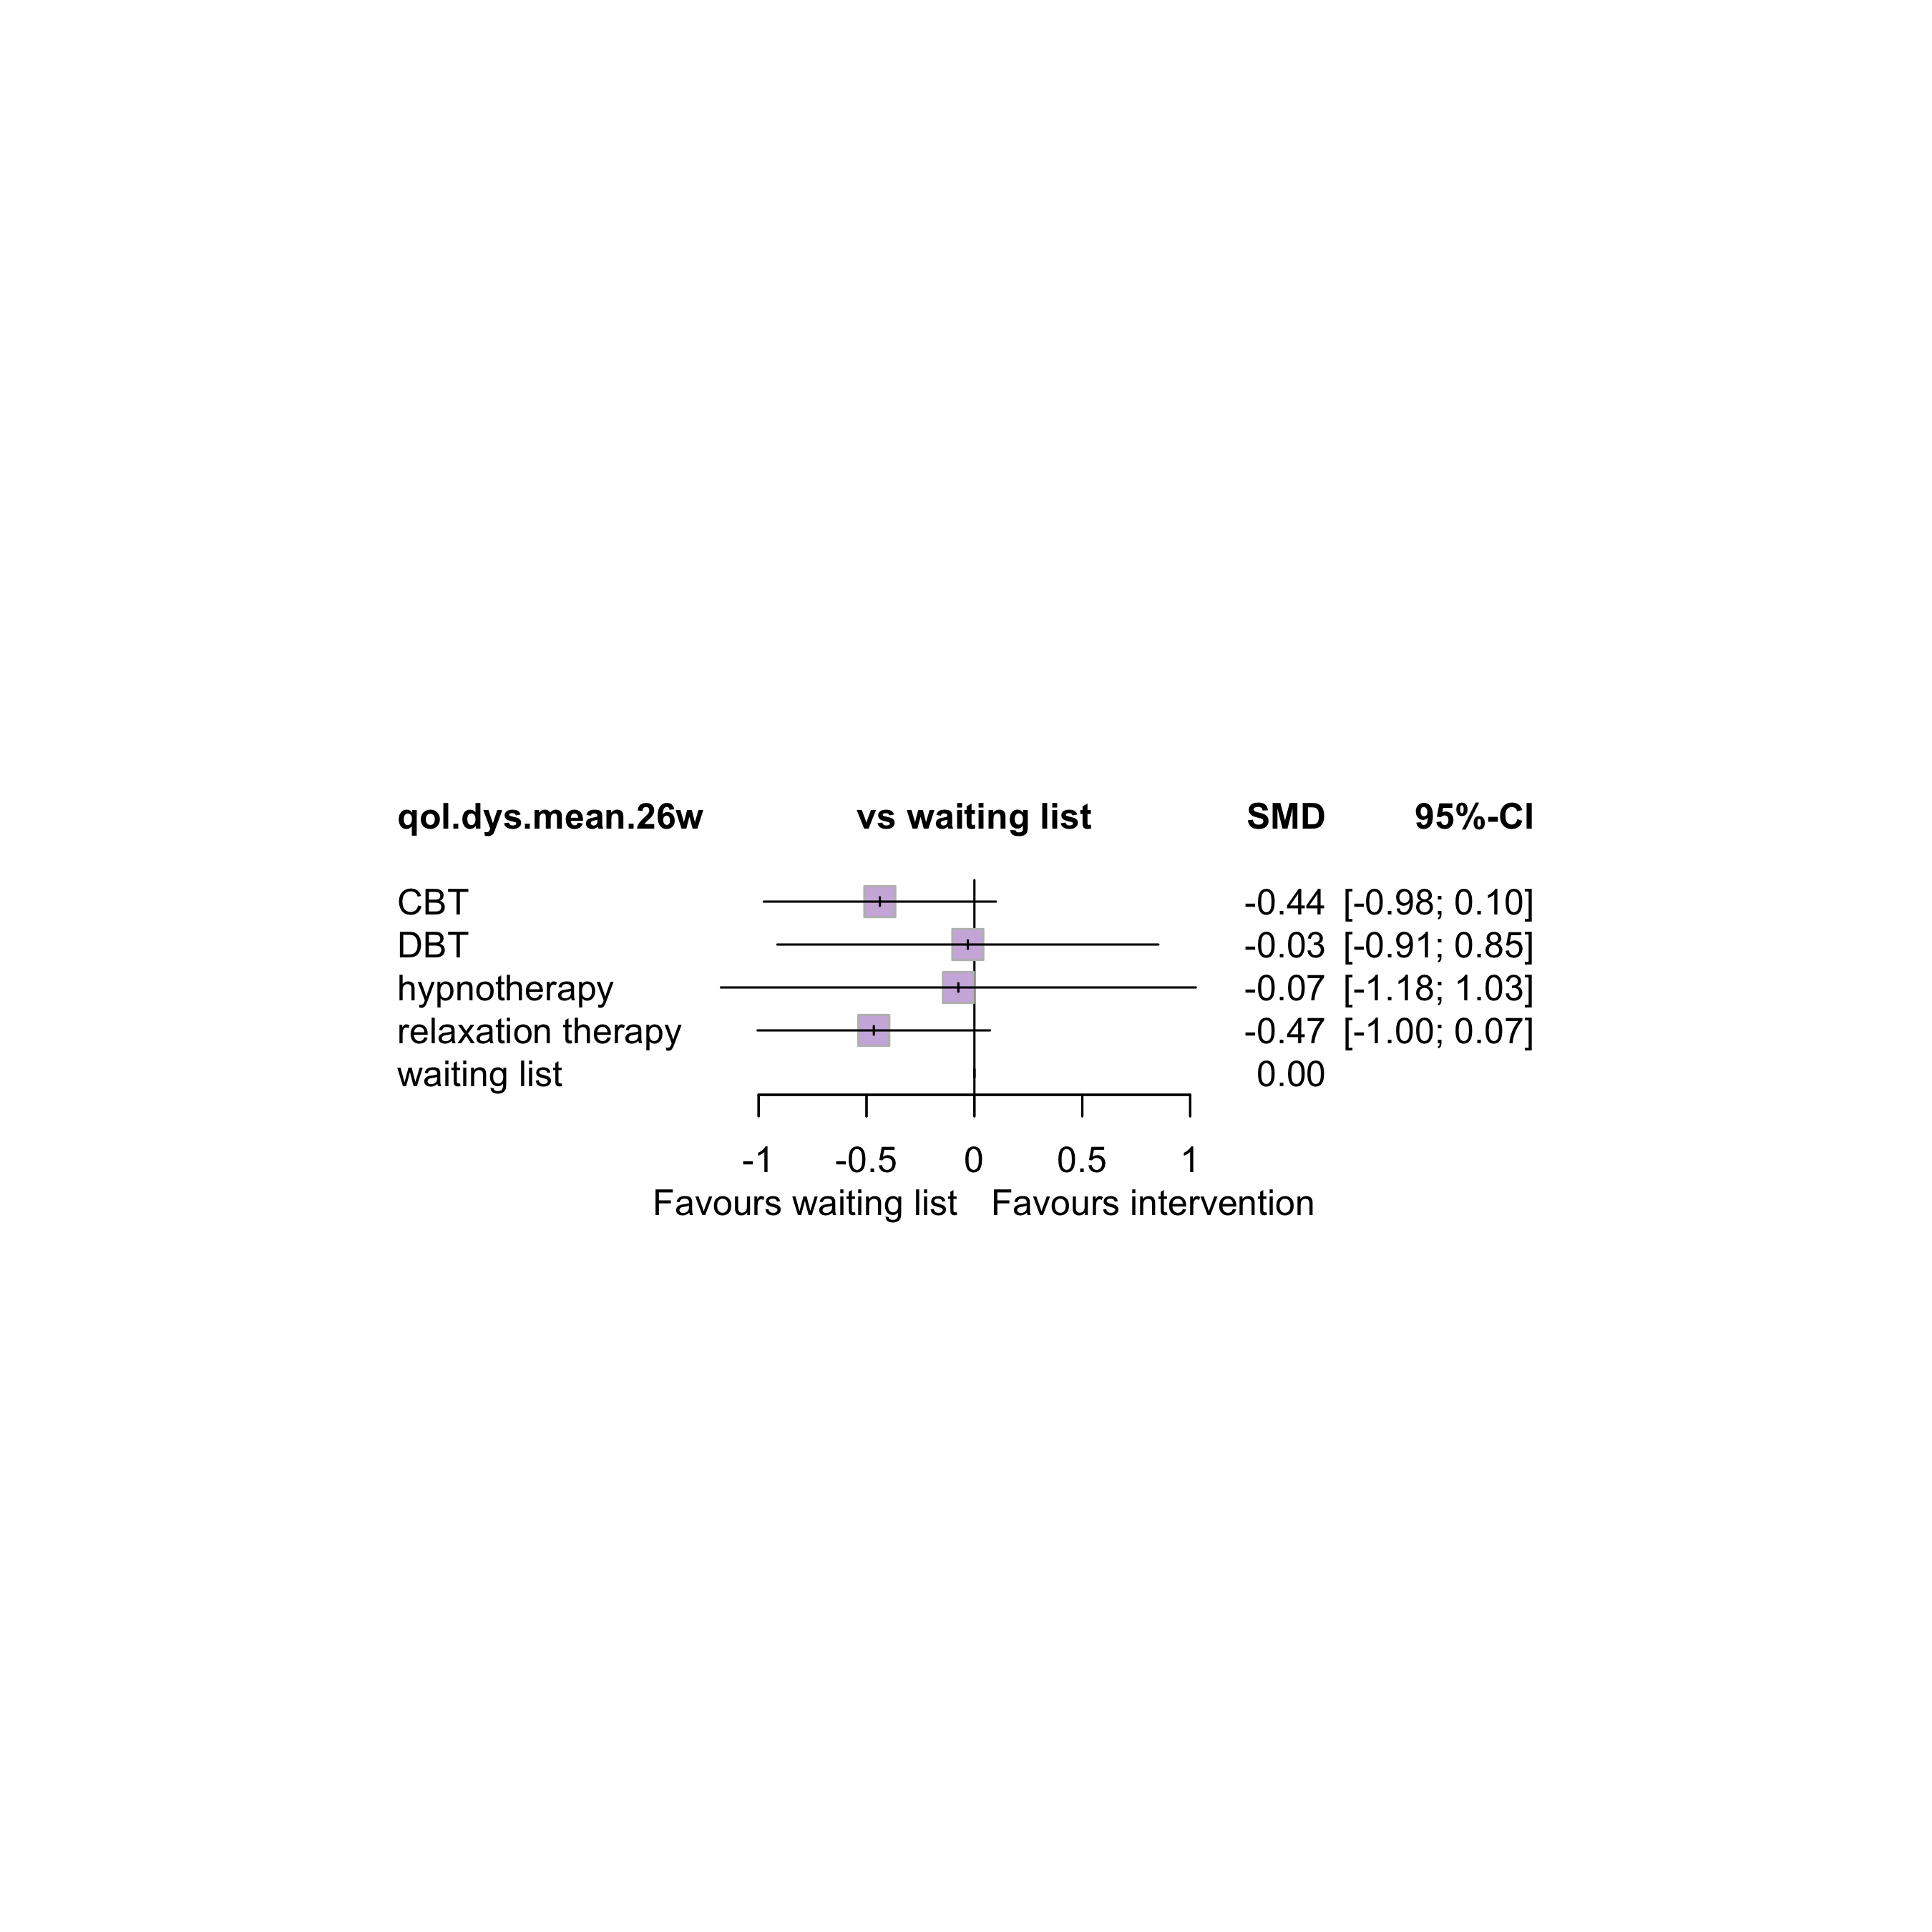 qol.dys.mean.26w vs waiting list SMD 95%-CI
CBT -0.44 [-0.98; 0.10]
DBT -0.03 [-0.91; 0.85]
hypnotherapy -0.07 [-1.18; 1.03]
relaxation therapy -0.47 [-1.00; 0.07]
waiting list 0.00
-1 -0.5 0 0.5 1
Favours waiting list Favours intervention